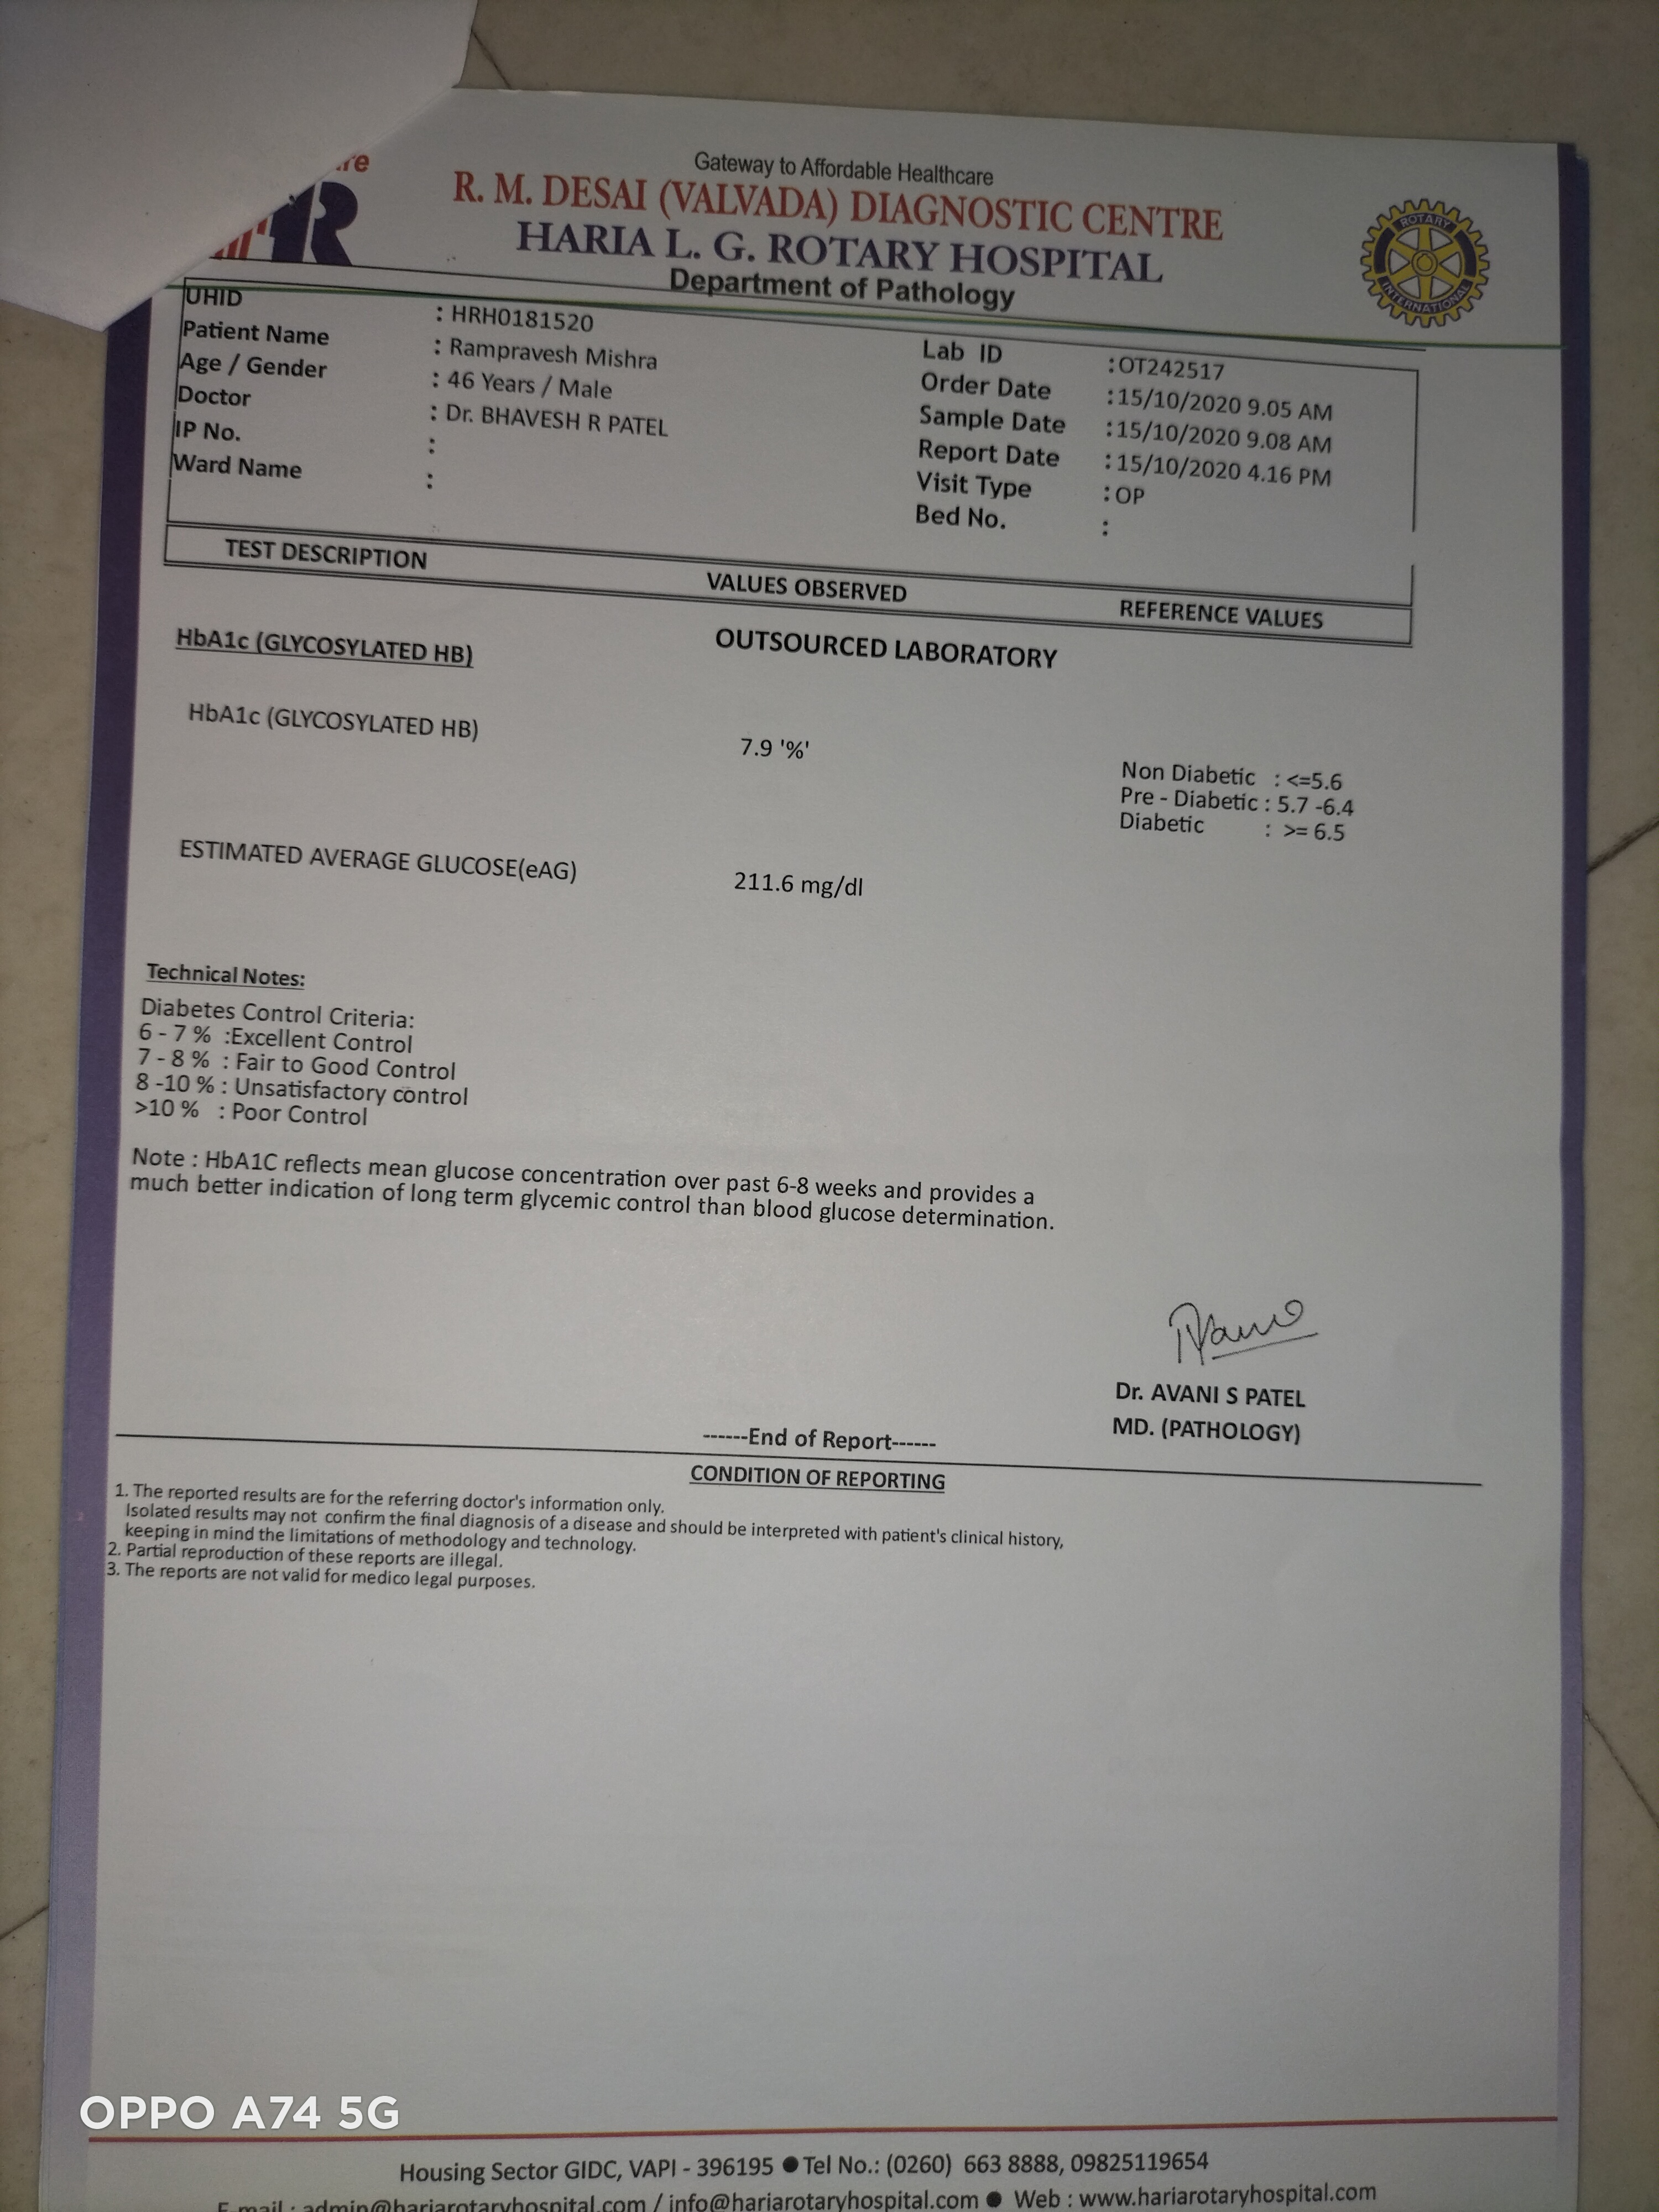 re
Gateway to Affordable Healthcare
R. M. DESAI (VALVADA) DIAGNOSTIC CENTRE
HARIA L. G. ROTARY HOSPITAL
Department of Pathology
ROTARY
INTERNATIONAL
UHID : HRH0181520 Lab ID :OT242517
Patient Name : Rampravesh Mishra Order Date :15/10/2020 9.05 AM
Age / Gender : 46 Years / Male Sample Date :15/10/2020 9.08 AM
Doctor : Dr. BHAVESH R PATEL Report Date :15/10/2020 4.16 PM
IP No. : Visit Type :OP
Ward Name : Bed No. :
TEST DESCRIPTION VALUES OBSERVED REFERENCE VALUES
HbA1c (GLYCOSYLATED HB) OUTSOURCED LABORATORY
HbA1c (GLYCOSYLATED HB) 7.9 '%' Non Diabetic : <=5.6
Pre - Diabetic : 5.7 -6.4
Diabetic : >= 6.5
ESTIMATED AVERAGE GLUCOSE(eAG) 211.6 mg/dl
Technical Notes:
Diabetes Control Criteria:
6 - 7 % :Excellent Control
7 - 8 % : Fair to Good Control
8 -10 % : Unsatisfactory control
>10 % : Poor Control
Note : HbA1C reflects mean glucose concentration over past 6-8 weeks and provides a
much better indication of long term glycemic control than blood glucose determination.
Dr. AVANI S PATEL
MD. (PATHOLOGY)
------End of Report------
CONDITION OF REPORTING
1. The reported results are for the referring doctor's information only.
Isolated results may not confirm the final diagnosis of a disease and should be interpreted with patient's clinical history,
keeping in mind the limitations of methodology and technology.
2. Partial reproduction of these reports are illegal.
3. The reports are not valid for medico legal purposes.
OPPO A74 5G
Housing Sector GIDC, VAPI - 396195 ● Tel No.: (0260) 663 8888, 09825119654
E-mail : admin@hariarotaryhospital.com / info@hariarotaryhospital.com ● Web : www.hariarotaryhospital.com